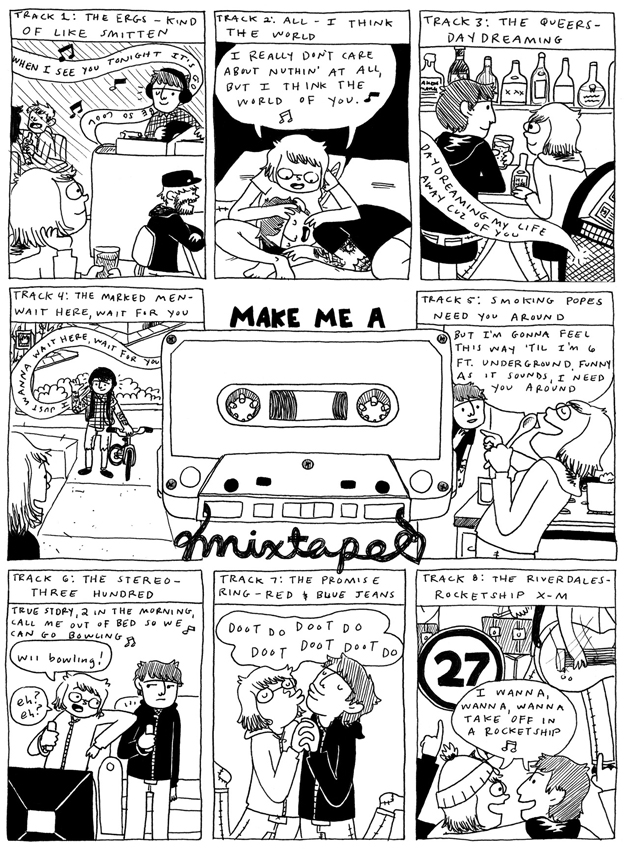 TRACK 1: THE ERGS - KIND
OF LIKE SMITTEN
WHEN I SEE YOU TONIGHT IT'S GO
BE SO COOL
TRACK 2: ALL - I THINK
THE WORLD
I REALLY DON'T CARE
ABOUT NUTHIN' AT ALL,
BUT I THINK THE
WORLD OF YOU.
TRACK 3: THE QUEERS-
DAYDREAMING
XXX
DAYDREAMING MY LIFE
AWAY CUZ OF YOU
TRACK 4: THE MARKED MEN-
WAIT HERE, WAIT FOR YOU
I JUST
WANNA WAIT HERE, WAIT FOR YOU
MAKE ME A
mixtape
TRACK 5: SMOKING POPES
NEED YOU AROUND
BUT I'M GONNA FEEL
THIS WAY 'TIL I'M 6
FT. UNDERGROUND, FUNNY
AS IT SOUNDS, I NEED
YOU AROUND
TRACK 6: THE STEREO-
THREE HUNDRED
TRUE STORY, 2 IN THE MORNING,
CALL ME OUT OF BED SO WE
CAN GO BOWLING
wii bowling!
eh?
eh?
...
TRACK 7: THE PROMISE
RING - RED & BLUE JEANS
DOOT DO DOOT DO
DOOT DOOT DOOT DO
TRACK 8: THE RIVERDALES-
ROCKETSHIP X-M
27
I WANNA,
WANNA, WANNA
TAKE OFF IN
A ROCKETSHIP